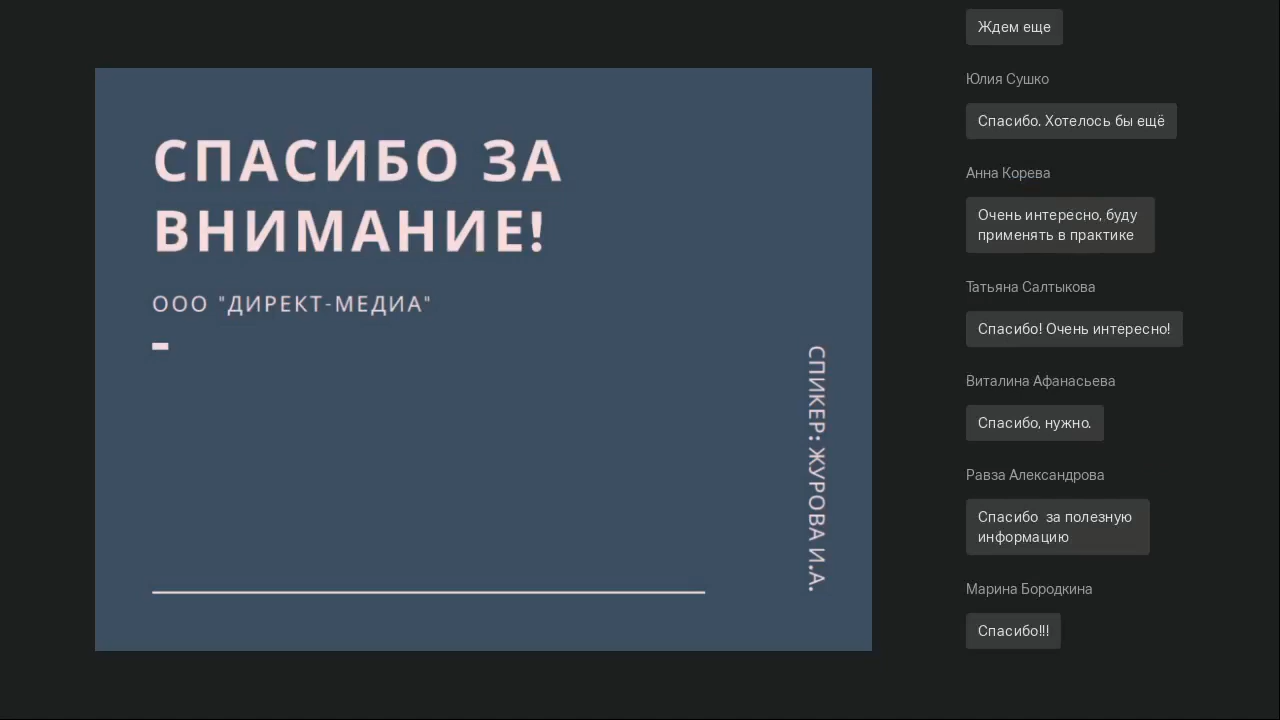 СПАСИБО ЗА
ВНИМАНИЕ!
ООО "ДИРЕКТ-МЕДИА"
СПИКЕР: ЖУРОВА И.А.
Ждем еще
Юлия Сушко
Спасибо. Хотелось бы ещё
Анна Корева
Очень интересно, буду
применять в практике
Татьяна Салтыкова
Спасибо! Очень интересно!
Виталина Афанасьева
Спасибо, нужно.
Равза Александрова
Спасибо  за полезную
информацию
Марина Бородкина
Спасибо!!!